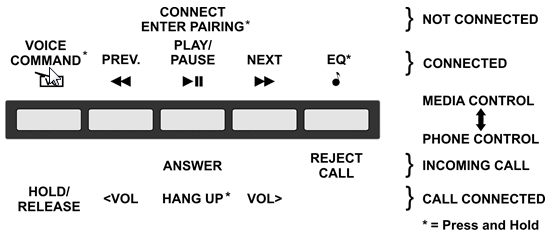 CONNECT
ENTER PAIRING*
} NOT CONNECTED
VOICE
COMMAND*
PREV.
PLAY/
PAUSE
NEXT
EQ*
} CONNECTED
MEDIA CONTROL
PHONE CONTROL
ANSWER
REJECT
CALL
} INCOMING CALL
HOLD/
RELEASE
<VOL
HANG UP*
VOL>
} CALL CONNECTED
* = Press and Hold